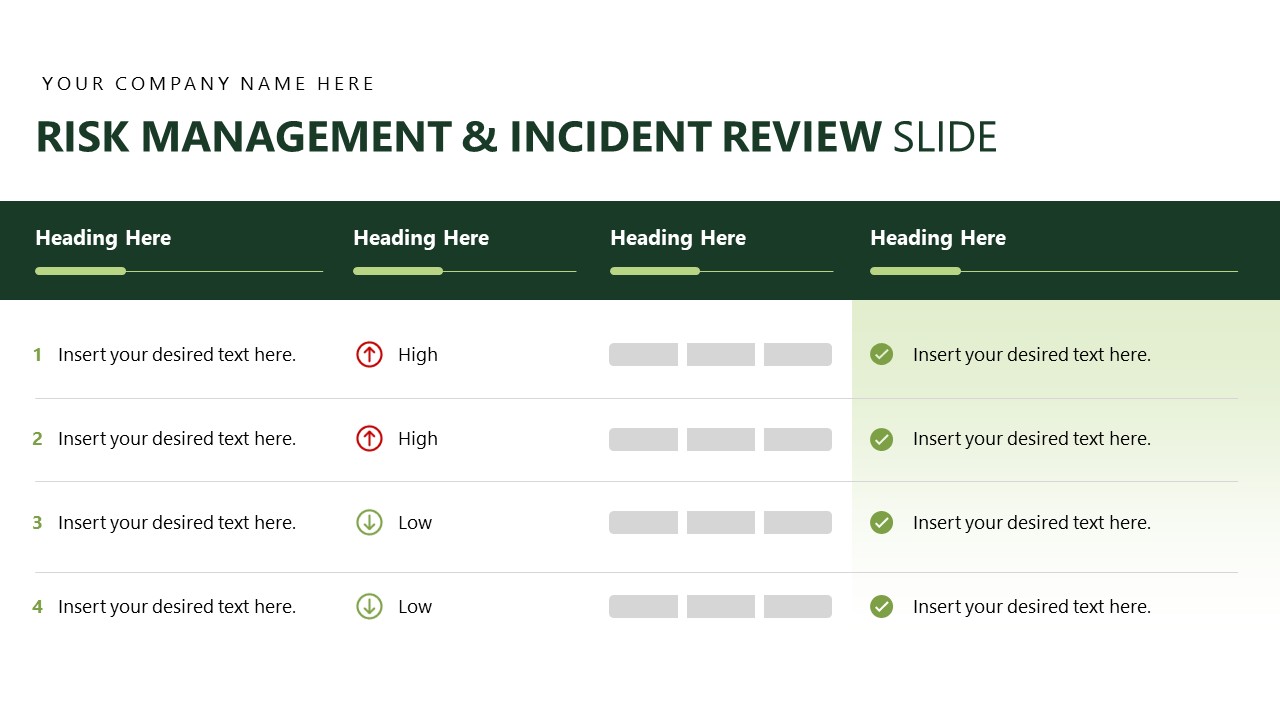 YOUR COMPANY NAME HERE
RISK MANAGEMENT & INCIDENT REVIEW SLIDE
Heading Here Heading Here Heading Here Heading Here
1 Insert your desired text here. High Insert your desired text here.
2 Insert your desired text here. High Insert your desired text here.
3 Insert your desired text here. Low Insert your desired text here.
4 Insert your desired text here. Low Insert your desired text here.